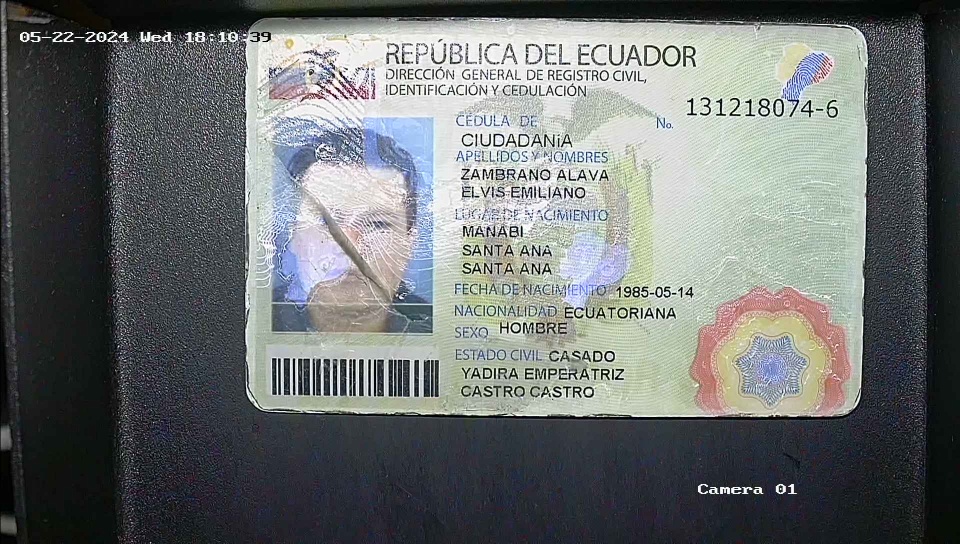 05-22-2024 Wed 18:10:39
REPÚBLICA DEL ECUADOR
DIRECCIÓN GENERAL DE REGISTRO CIVIL,
IDENTIFICACIÓN Y CEDULACIÓN
CÉDULA DE No. 131218074-6
CIUDADANíA
APELLIDOS Y NOMBRES
ZAMBRANO ALAVA
ELVIS EMILIANO
LUGAR DE NACIMIENTO
MANABI
SANTA ANA
SANTA ANA
FECHA DE NACIMIENTO 1985-05-14
NACIONALIDAD ECUATORIANA
SEXO HOMBRE
ESTADO CIVIL CASADO
YADIRA EMPERATRIZ
CASTRO CASTRO
Camera 01